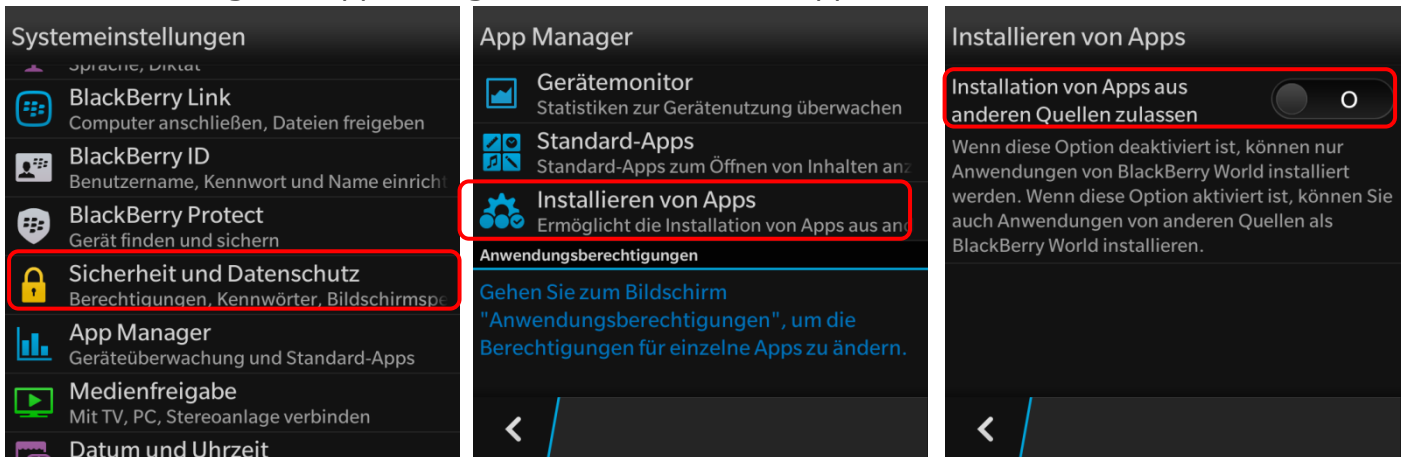 Systemeinstellungen
Sprache, Diktat
BlackBerry Link
Computer anschließen, Dateien freigeben
BlackBerry ID
Benutzername, Kennwort und Name einricht
BlackBerry Protect
Gerät finden und sichern
Sicherheit und Datenschutz
Berechtigungen, Kennwörter, Bildschirmspe
App Manager
Geräteüberwachung und Standard-Apps
Medienfreigabe
Mit TV, PC, Stereoanlage verbinden
Datum und Uhrzeit
App Manager
Gerätemonitor
Statistiken zur Gerätenutzung überwachen
Standard-Apps
Standard-Apps zum Öffnen von Inhalten anz
Installieren von Apps
Ermöglicht die Installation von Apps aus and
Anwendungsberechtigungen
Gehen Sie zum Bildschirm
"Anwendungsberechtigungen", um die
Berechtigungen für einzelne Apps zu ändern.
Installieren von Apps
Installation von Apps aus
anderen Quellen zulassen
O
Wenn diese Option deaktiviert ist, können nur
Anwendungen von BlackBerry World installiert
werden. Wenn diese Option aktiviert ist, können Sie
auch Anwendungen von anderen Quellen als
BlackBerry World installieren.